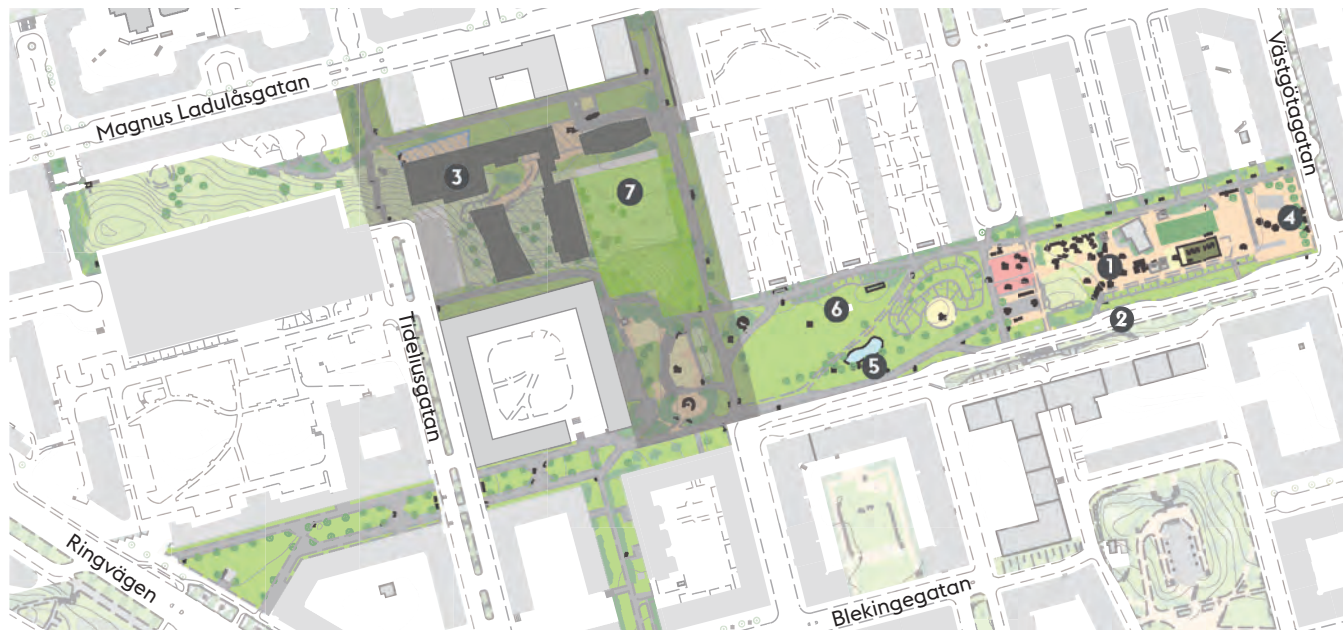 Magnus Ladulåsgatan
Västgötagatan
3
7
4
1
6
2
5
Tideliusgatan
Ringvägen
Blekingegatan